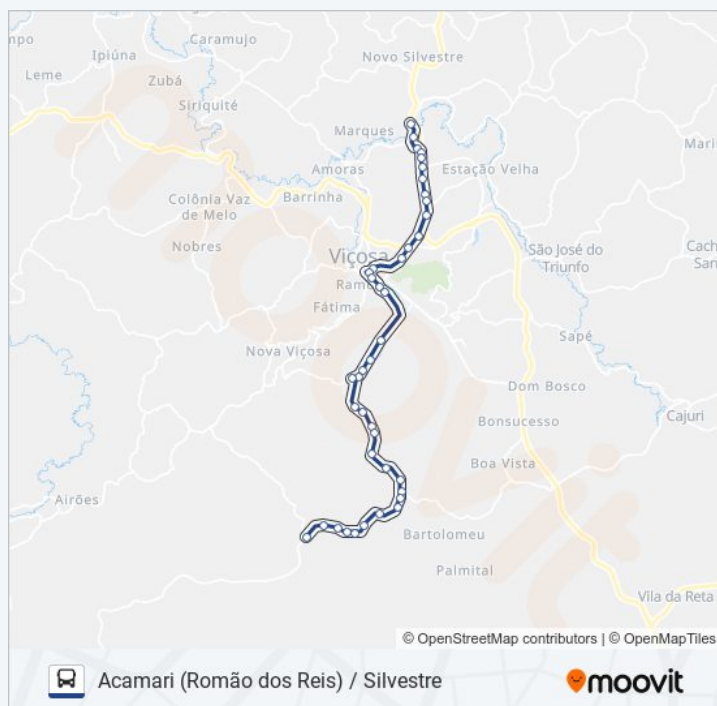 Caramujo
mpo
Ipiúna
Novo Silvestre
Leme
Zubá
Siriquité
Marques
Mari
Amoras
Estação Velha
Colônia Vaz
de Melo
Barrinha
Nobres
Viçosa
São José do
Triunfo
Cach
San
Ram
Fátima
Nova Viçosa
Sapé
Dom Bosco
Cajuri
Bonsucesso
Boa Vista
Airões
Bartolomeu
Palmital
Vila da Reta
moovit
© OpenStreetMap contributors | © OpenMapTiles
Acamari (Romão dos Reis) / Silvestre
moovit